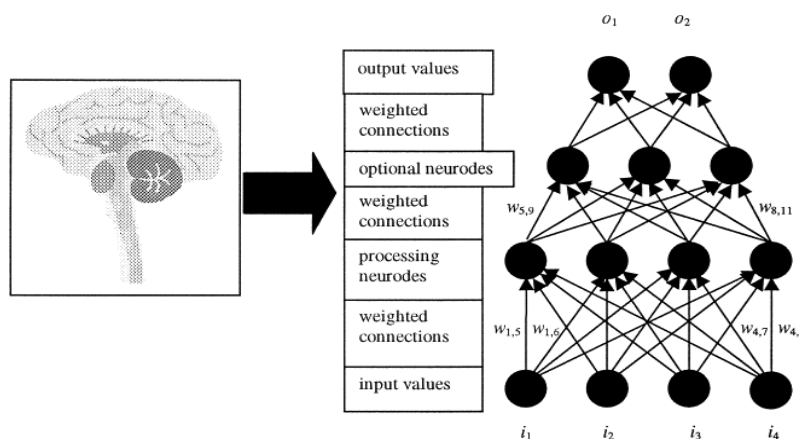 o1 o2
output values
weighted
connections
optional neurodes
weighted
connections
w5,9 w8,11
processing
neurodes
weighted
connections
w1,5 w1,6 w4,7 w4,
input values
i1 i2 i3 i4